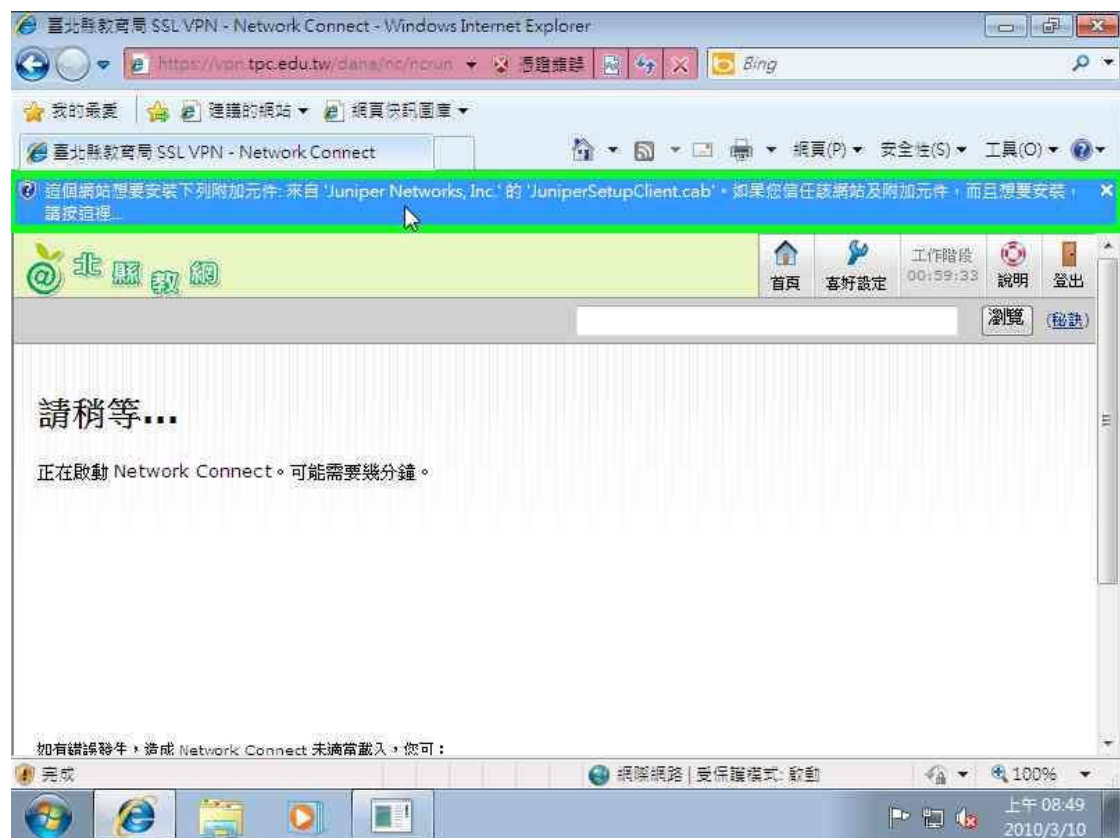 臺北縣教育局 SSL VPN - Network Connect - Windows Internet Explorer
https://vpn.tpc.edu.tw/dana/nc/ncrun 憑證錯誤 Bing
我的最愛 建議的網站 網頁快訊圖庫
臺北縣教育局 SSL VPN - Network Connect 網頁(P) 安全性(S) 工具(O)
這個網站想要安裝下列附加元件: 來自 'Juniper Networks, Inc.' 的 'JuniperSetupClient.cab'。如果您信任該網站及附加元件，而且想要安裝，
請按這裡...
@北縣教網 首頁 喜好設定 工作階段 00:59:33 說明 登出
瀏覽 (秘訣)
請稍等...
正在啟動 Network Connect。可能需要幾分鐘。
如有錯誤發生，造成 Network Connect 未適當載入，您可：
完成 網際網路 | 受保護模式: 啟動 100%
上午 08:49
2010/3/10